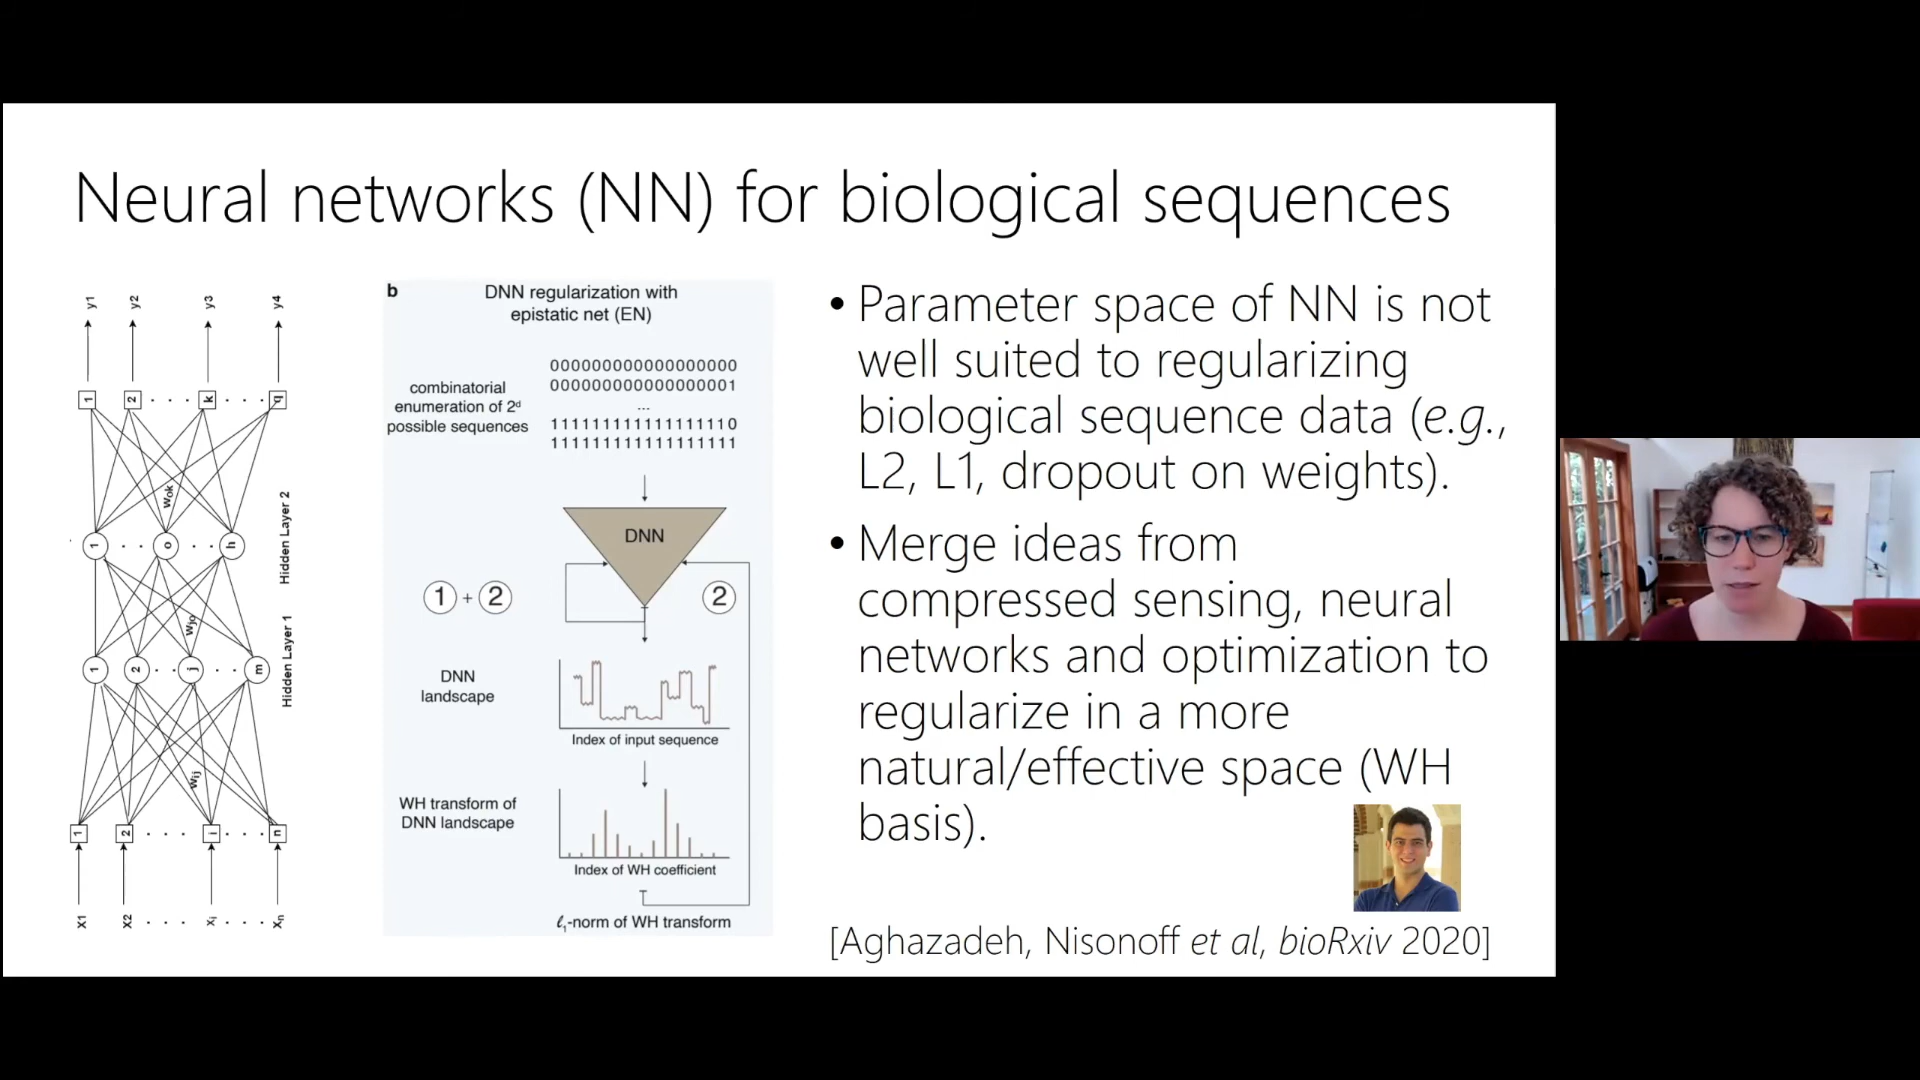 Neural networks (NN) for biological sequences
y1 y2 y3 y4
1 2 . . . k . . . q
wok
1 . . o . . h
Hidden Layer 2
wjo
1 2 . . j . . m
Hidden Layer 1
wij
1 2 . . . i . . . n
x1 x2 . . . . xi . . . . xn
b
DNN regularization with
epistatic net (EN)
combinatorial
enumeration of 2ᵈ
possible sequences
000000000000000000
000000000000000001
...
111111111111111110
111111111111111111
DNN
1 + 2
2
DNN
landscape
Index of input sequence
WH transform of
DNN landscape
Index of WH coefficient
ℓ₁-norm of WH transform
• Parameter space of NN is not
well suited to regularizing
biological sequence data (e.g.,
L2, L1, dropout on weights).
• Merge ideas from
compressed sensing, neural
networks and optimization to
regularize in a more
natural/effective space (WH
basis).
[Aghazadeh, Nisonoff et al, bioRxiv 2020]